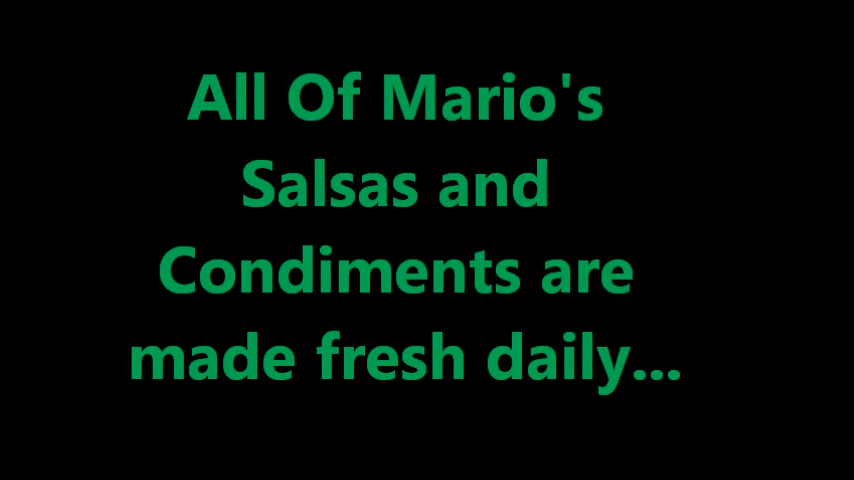 All Of Mario's
Salsas and
Condiments are
made fresh daily...